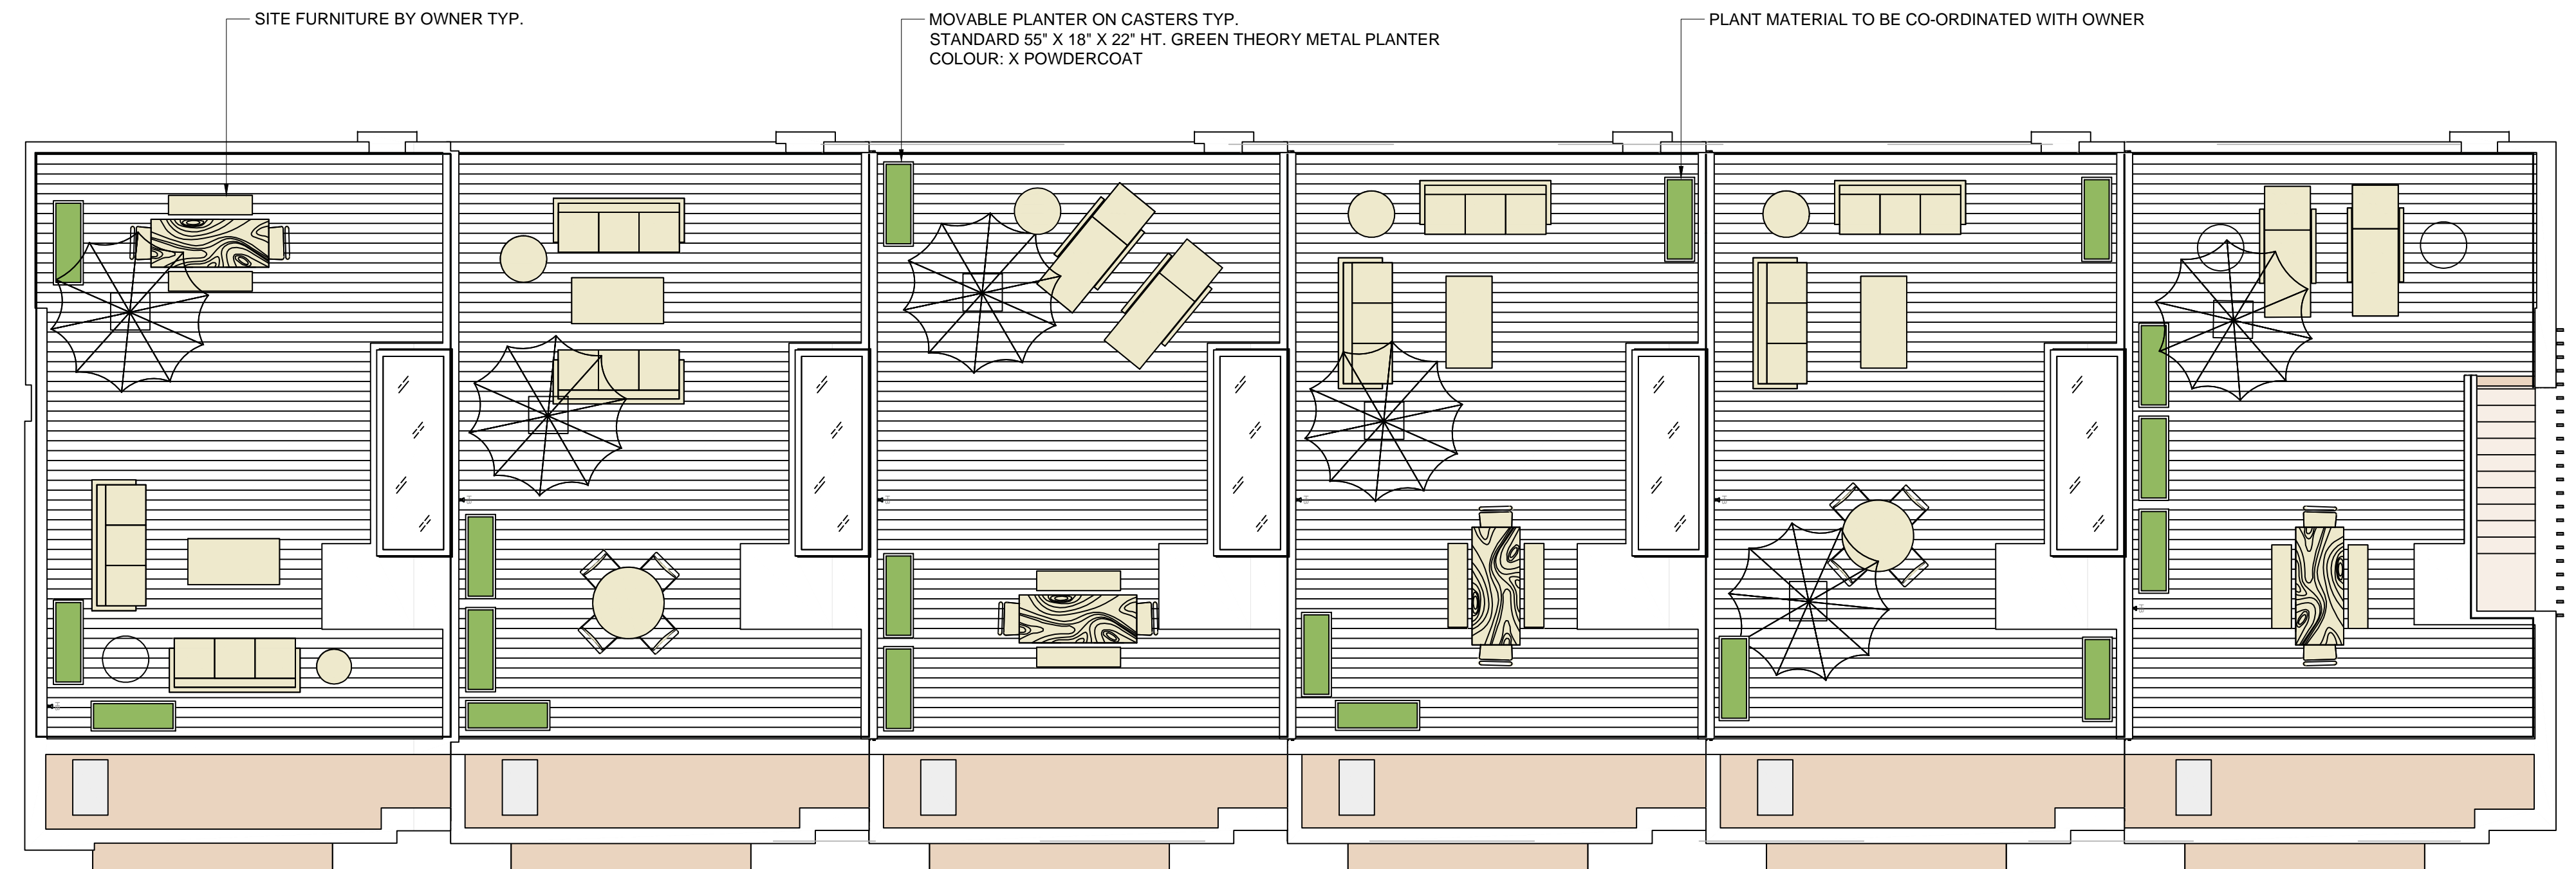 SITE FURNITURE BY OWNER TYP.
MOVABLE PLANTER ON CASTERS TYP.
STANDARD 55" X 18" X 22" HT. GREEN THEORY METAL PLANTER
COLOUR: X POWDERCOAT
PLANT MATERIAL TO BE CO-ORDINATED WITH OWNER